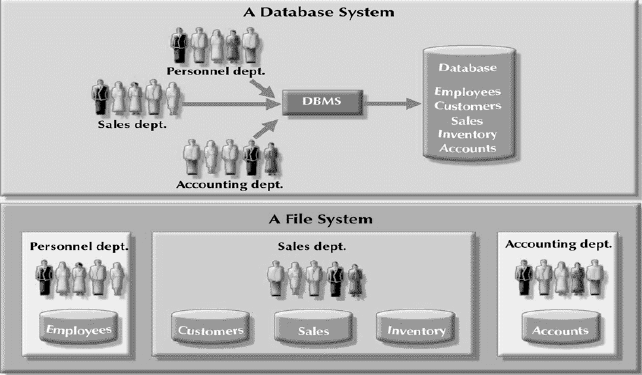 A Database System
Personnel dept.
Sales dept.
Accounting dept.
DBMS
Database
Employees
Customers
Sales
Inventory
Accounts
A File System
Personnel dept.
Employees
Sales dept.
Customers
Sales
Inventory
Accounting dept.
Accounts